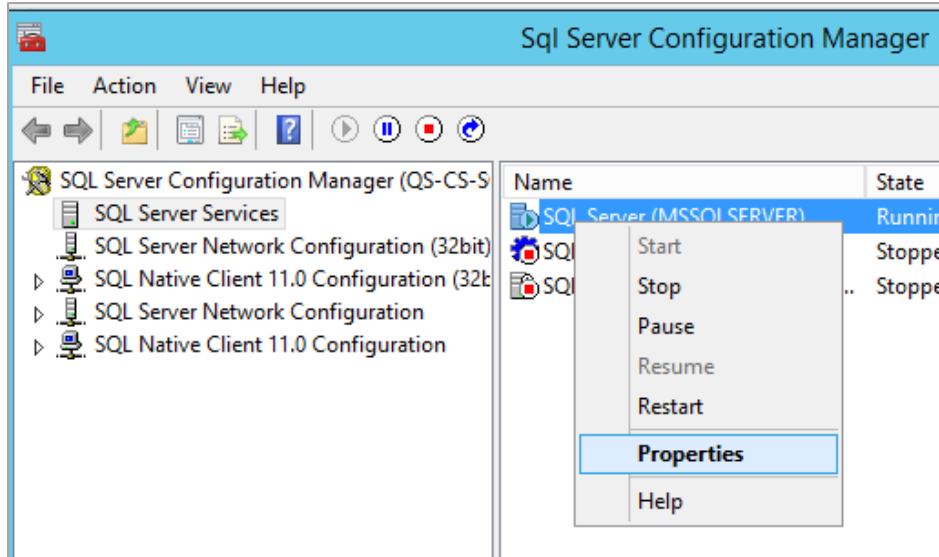 Sql Server Configuration Manager
File Action View Help
SQL Server Configuration Manager (QS-CS-S
SQL Server Services
SQL Server Network Configuration (32bit)
SQL Native Client 11.0 Configuration (32b
SQL Server Network Configuration
SQL Native Client 11.0 Configuration
Name State
SQL Server (MSSQLSERVER) Runnin
SQL Stoppe
SQL .. Stoppe
Start
Stop
Pause
Resume
Restart
Properties
Help